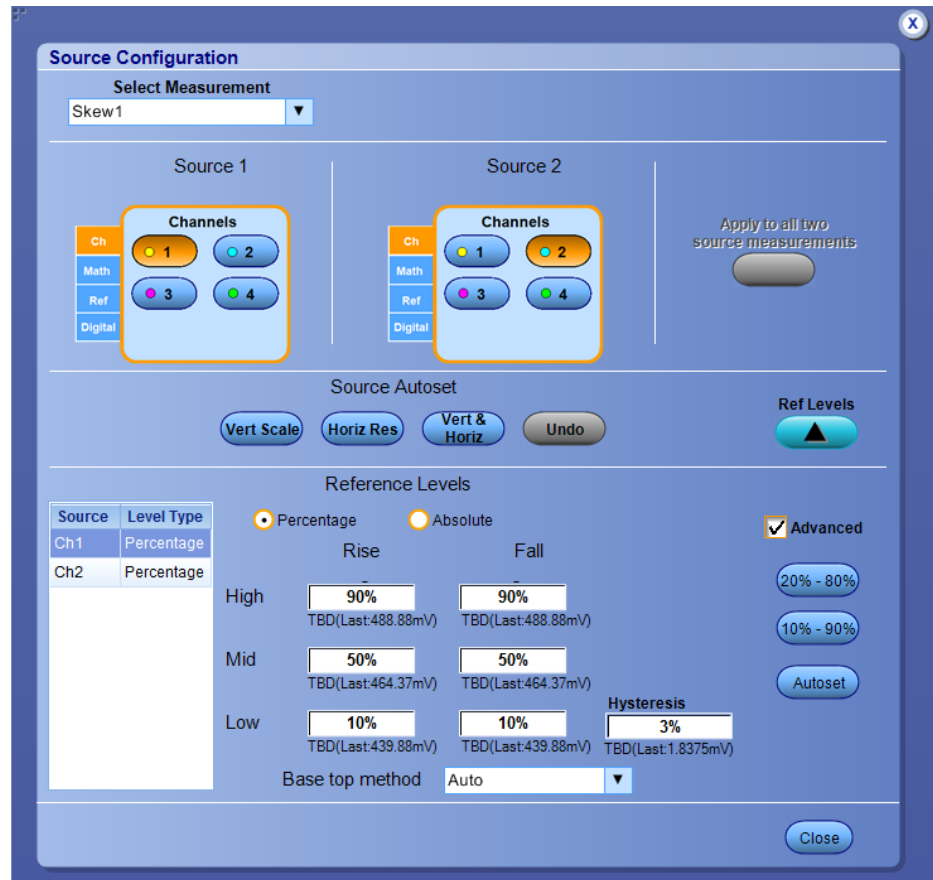 X
Source Configuration
Select Measurement
Skew1
Source 1
Source 2
Channels
Ch
Math
Ref
Digital
1
2
3
4
Channels
Ch
Math
Ref
Digital
1
2
3
4
Apply to all two
source measurements
Source Autoset
Vert Scale
Horiz Res
Vert &
Horiz
Undo
Ref Levels
Reference Levels
Source Level Type
Ch1 Percentage
Ch2 Percentage
Percentage
Absolute
Advanced
Rise
Fall
High
90%
90%
TBD(Last:488.88mV)
TBD(Last:488.88mV)
Mid
50%
50%
TBD(Last:464.37mV)
TBD(Last:464.37mV)
Low
10%
10%
TBD(Last:439.88mV)
TBD(Last:439.88mV)
Hysteresis
3%
TBD(Last:1.8375mV)
20% - 80%
10% - 90%
Autoset
Base top method
Auto
Close